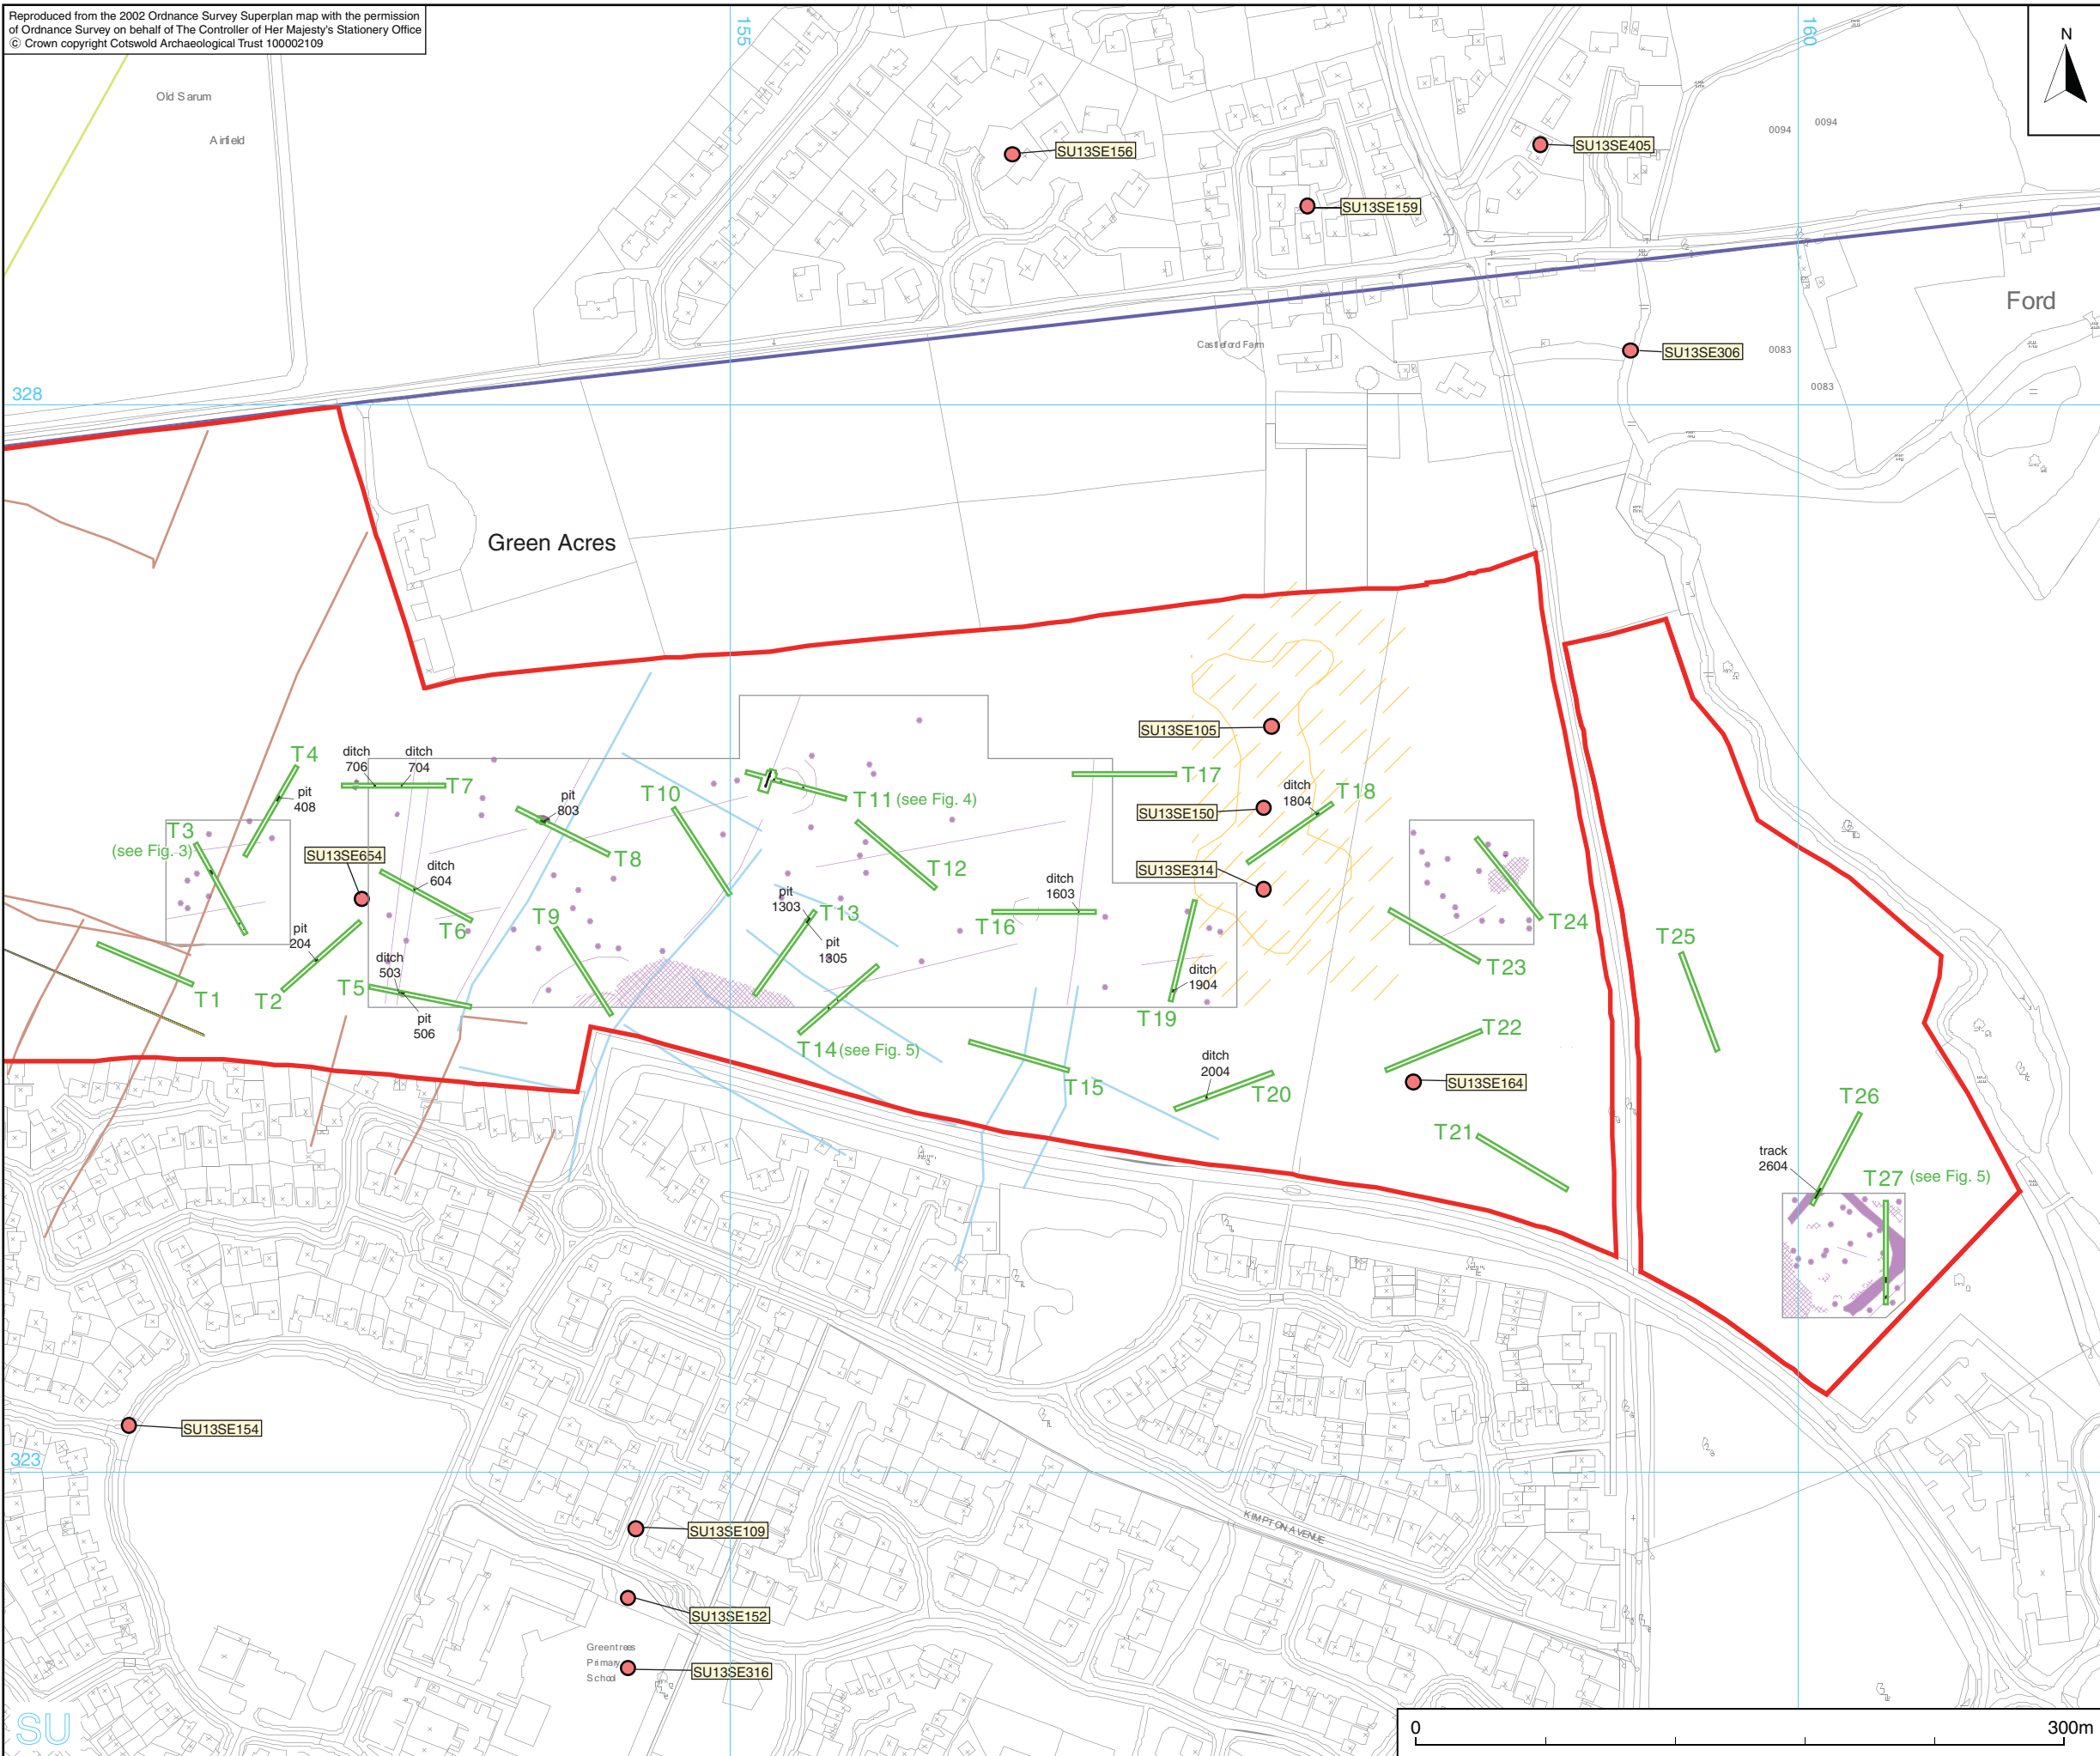 Reproduced from the 2002 Ordnance Survey Superplan map with the permission
of Ordnance Survey on behalf of The Controller of Her Majesty's Stationery Office
© Crown copyright Cotswold Archaeological Trust 100002109
155
160
N
Old Sarum
Airfield
SU13SE156
SU13SE405
0094
0094
SU13SE159
Ford
Castleford Farm
SU13SE306
0083
0083
328
Green Acres
SU13SE105
T4
ditch
706
ditch
704
T7
pit
408
T3
(see Fig. 3)
SU13SE654
pit
803
T8
T10
T11 (see Fig. 4)
T17
SU13SE150
ditch
1804
T18
T12
SU13SE314
ditch
604
T6
T9
pit
1303
T13
pit
1305
ditch
1603
T16
T24
T23
T25
pit
204
T1
T2
T5
ditch
503
pit
506
ditch
1904
T19
T14 (see Fig. 5)
T22
T15
ditch
2004
T20
SU13SE164
T21
T26
track
2604
T27 (see Fig. 5)
SU13SE154
323
SU13SE109
KIMPTON AVENUE
SU13SE152
Greentrees
Primary
School
SU13SE316
SU
0
300m